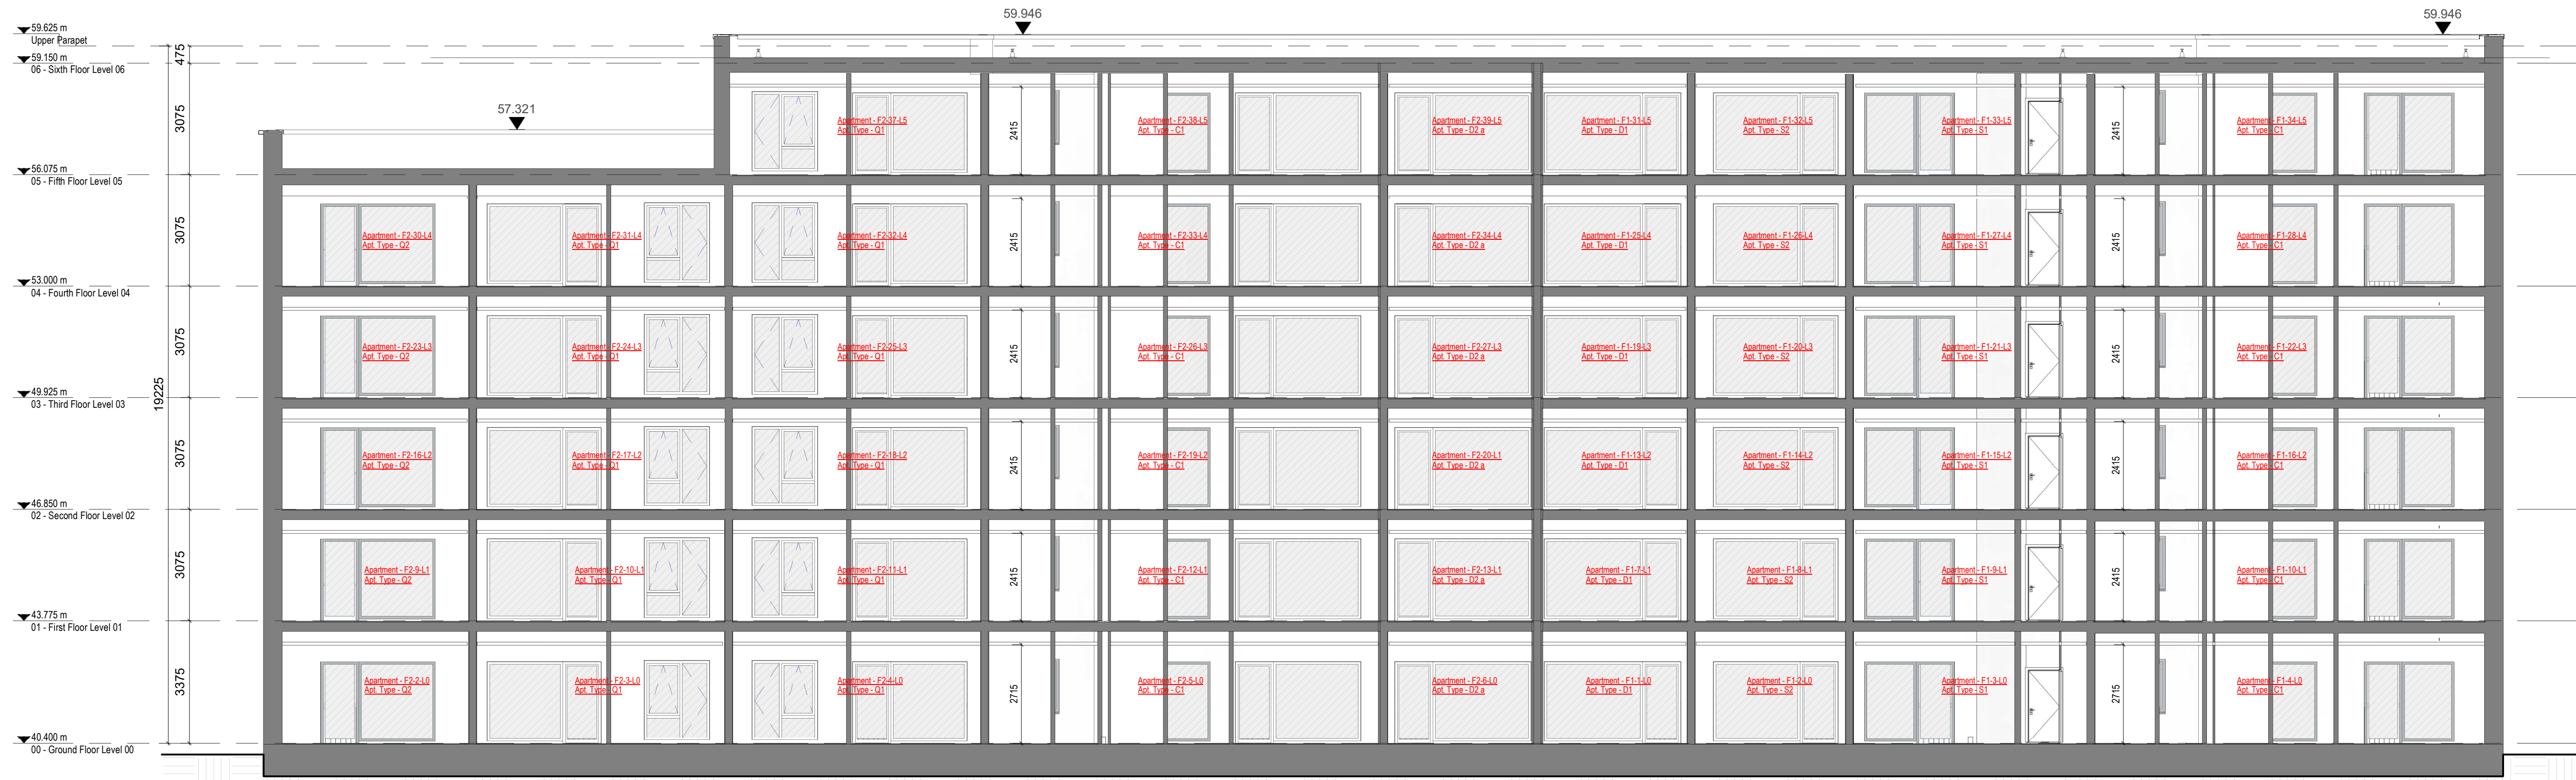 59.946
59.946
59.625 m
Upper Parapet
475
59.150 m
06 - Sixth Floor Level 06
3075
57.321
Apartment - F2-37-L5
Apt. Type - Q1
2415
Apartment - F2-38-L5
Apt. Type - C1
Apartment - F2-39-L5
Apt. Type - D2 a
Apartment - F1-31-L5
Apt. Type - D1
Apartment - F1-32-L5
Apt. Type - S2
Apartment - F1-33-L5
Apt. Type - S1
2415
Apartment - F1-34-L5
Apt. Type - C1
56.075 m
05 - Fifth Floor Level 05
3075
Apartment - F2-30-L4
Apt. Type - Q2
Apartment - F2-31-L4
Apt. Type - Q1
Apartment - F2-32-L4
Apt. Type - Q1
2415
Apartment - F2-33-L4
Apt. Type - C1
Apartment - F2-34-L4
Apt. Type - D2 a
Apartment - F1-25-L4
Apt. Type - D1
Apartment - F1-26-L4
Apt. Type - S2
Apartment - F1-27-L4
Apt. Type - S1
2415
Apartment - F1-28-L4
Apt. Type - C1
53.000 m
04 - Fourth Floor Level 04
3075
Apartment - F2-23-L3
Apt. Type - Q2
Apartment - F2-24-L3
Apt. Type - Q1
Apartment - F2-25-L3
Apt. Type - Q1
2415
Apartment - F2-26-L3
Apt. Type - C1
Apartment - F2-27-L3
Apt. Type - D2 a
Apartment - F1-19-L3
Apt. Type - D1
Apartment - F1-20-L3
Apt. Type - S2
Apartment - F1-21-L3
Apt. Type - S1
2415
Apartment - F1-22-L3
Apt. Type - C1
49.925 m
03 - Third Floor Level 03
19225
3075
Apartment - F2-16-L2
Apt. Type - Q2
Apartment - F2-17-L2
Apt. Type - Q1
Apartment - F2-18-L2
Apt. Type - Q1
2415
Apartment - F2-19-L2
Apt. Type - C1
Apartment - F2-20-L1
Apt. Type - D2 a
Apartment - F1-13-L2
Apt. Type - D1
Apartment - F1-14-L2
Apt. Type - S2
Apartment - F1-15-L2
Apt. Type - S1
2415
Apartment - F1-16-L2
Apt. Type - C1
46.850 m
02 - Second Floor Level 02
3075
Apartment - F2-9-L1
Apt. Type - Q2
Apartment - F2-10-L1
Apt. Type - Q1
Apartment - F2-11-L1
Apt. Type - Q1
2415
Apartment - F2-12-L1
Apt. Type - C1
Apartment - F2-13-L1
Apt. Type - D2 a
Apartment - F1-7-L1
Apt. Type - D1
Apartment - F1-8-L1
Apt. Type - S2
Apartment - F1-9-L1
Apt. Type - S1
2415
Apartment - F1-10-L1
Apt. Type - C1
43.775 m
01 - First Floor Level 01
3375
Apartment - F2-2-L0
Apt. Type - Q2
Apartment - F2-3-L0
Apt. Type - Q1
Apartment - F2-4-L0
Apt. Type - Q1
2715
Apartment - F2-5-L0
Apt. Type - C1
Apartment - F2-6-L0
Apt. Type - D2 a
Apartment - F1-1-L0
Apt. Type - D1
Apartment - F1-2-L0
Apt. Type - S2
Apartment - F1-3-L0
Apt. Type - S1
2715
Apartment - F1-4-L0
Apt. Type - C1
40.400 m
00 - Ground Floor Level 00